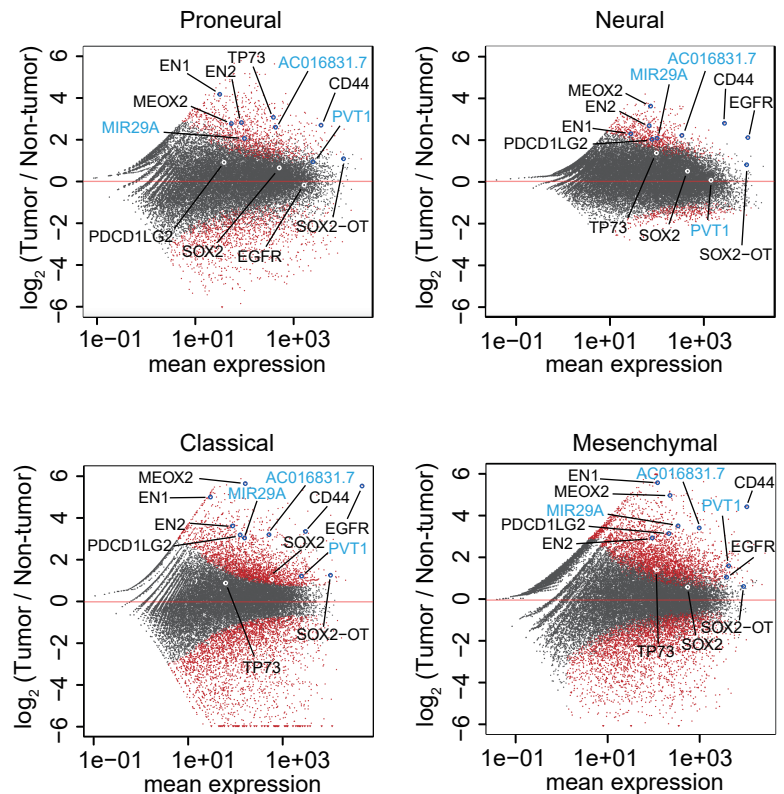 Proneural
log2 (Tumor / Non-tumor)
6
4
2
0
−2
−4
−6
TP73
EN1
EN2
AC016831.7
CD44
MEOX2
MIR29A
PVT1
PDCD1LG2
SOX2
EGFR
SOX2−OT
1e−01
1e+01
1e+03
mean expression
Neural
log2 (Tumor / Non-tumor)
6
4
2
0
−2
−4
−6
AC016831.7
MIR29A
CD44
MEOX2
EN2
EGFR
EN1
PDCD1LG2
TP73
SOX2
PVT1
SOX2−OT
1e−01
1e+01
1e+03
mean expression
Classical
log2 (Tumor / Non-tumor)
6
4
2
0
−2
−4
−6
MEOX2
AC016831.7
EN1
MIR29A
CD44
EN2
EGFR
PDCD1LG2
SOX2
PVT1
SOX2−OT
TP73
1e−01
1e+01
1e+03
mean expression
Mesenchymal
log2 (Tumor / Non-tumor)
6
4
2
0
−2
−4
−6
EN1
AC016831.7
CD44
MEOX2
MIR29A
PVT1
PDCD1LG2
EN2
EGFR
SOX2−OT
SOX2
TP73
1e−01
1e+01
1e+03
mean expression